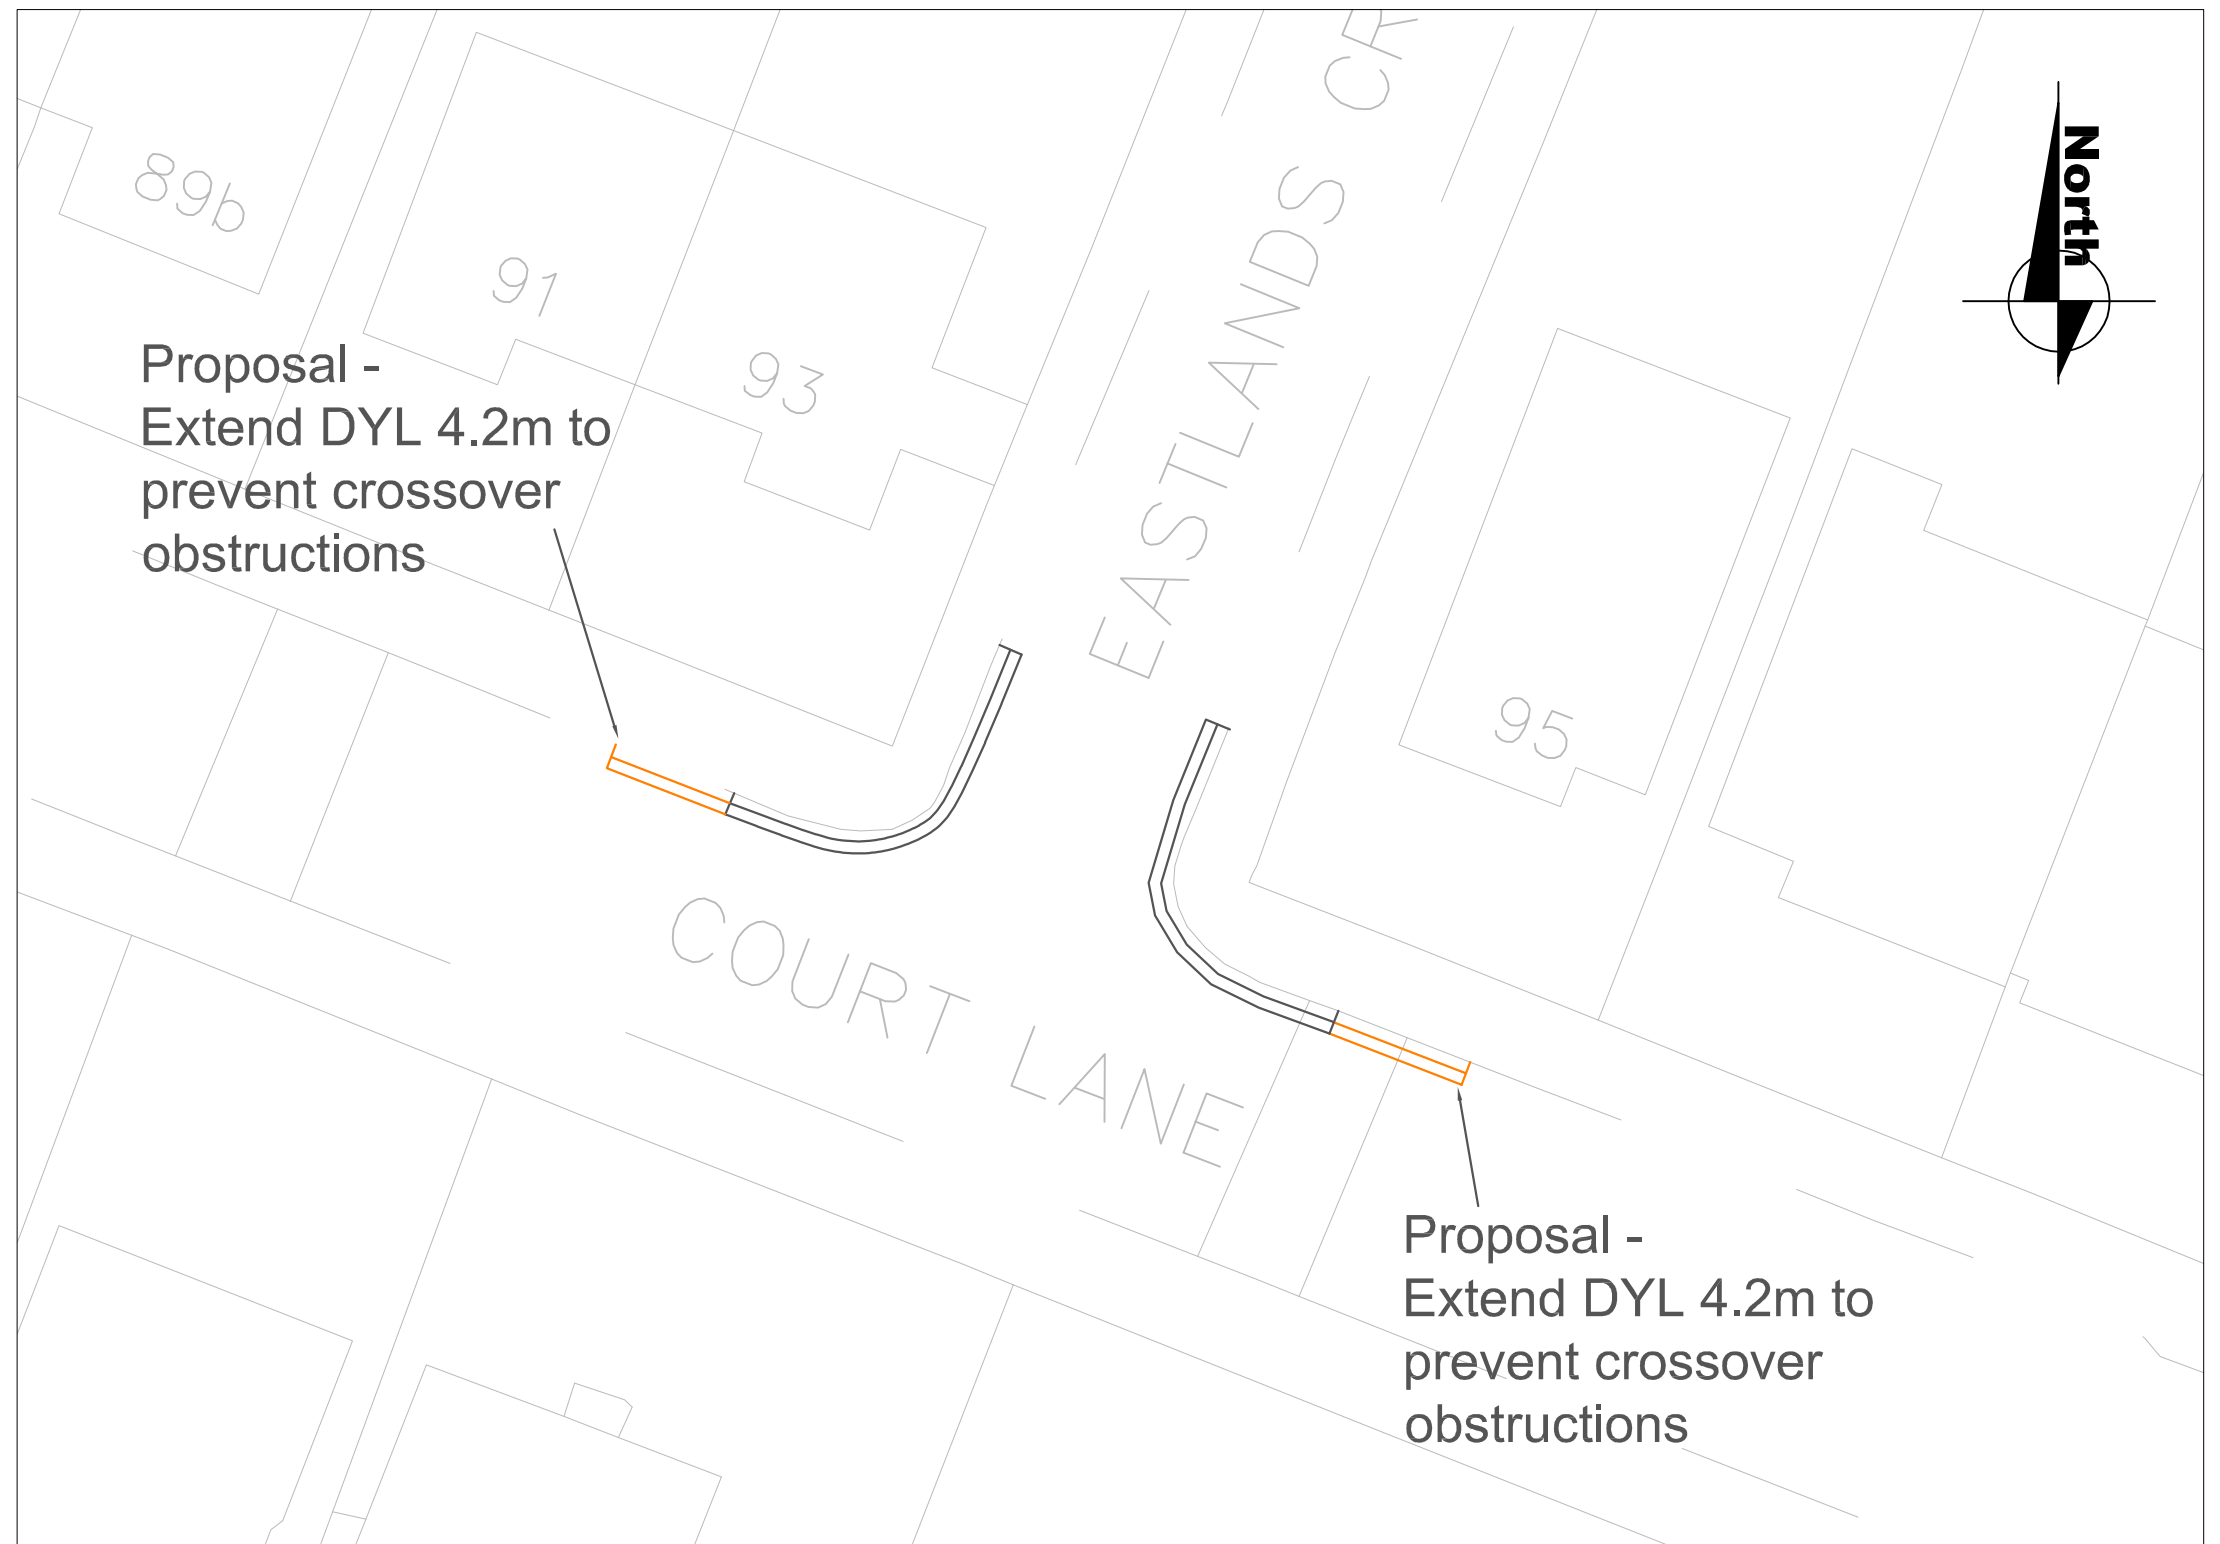 EASTLANDS CR
North
89b
91
93
Proposal -
Extend DYL 4.2m to
prevent crossover
obstructions
95
COURT LANE
Proposal -
Extend DYL 4.2m to
prevent crossover
obstructions